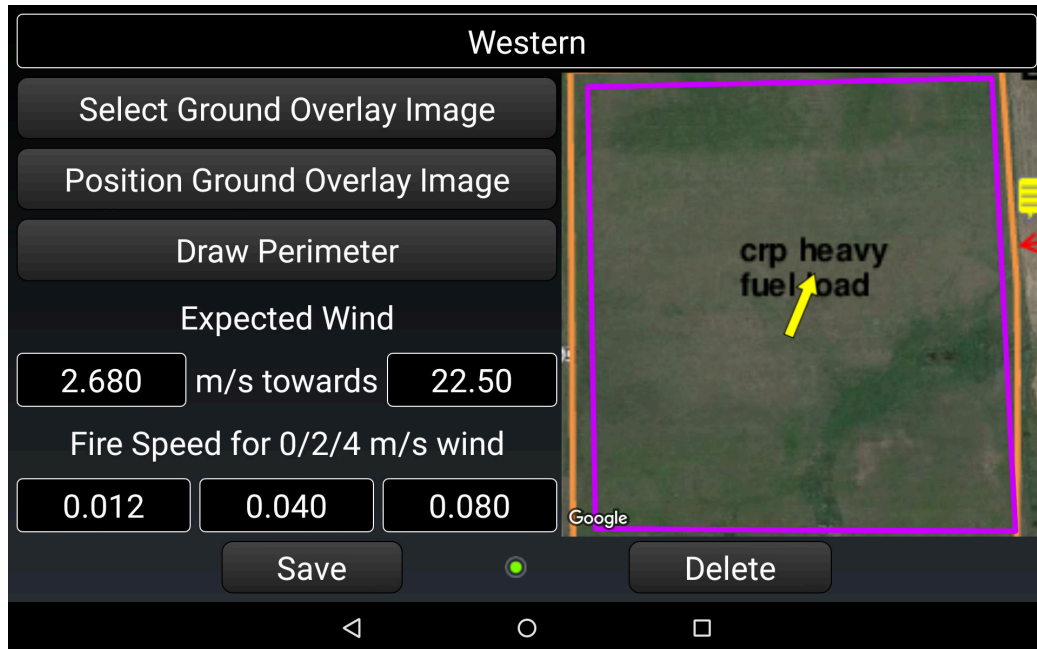 Western
Select Ground Overlay Image
Position Ground Overlay Image
Draw Perimeter
Expected Wind
2.680 m/s towards 22.50
Fire Speed for 0/2/4 m/s wind
0.012 0.040 0.080
crp heavy
fuel load
Google
Save Delete